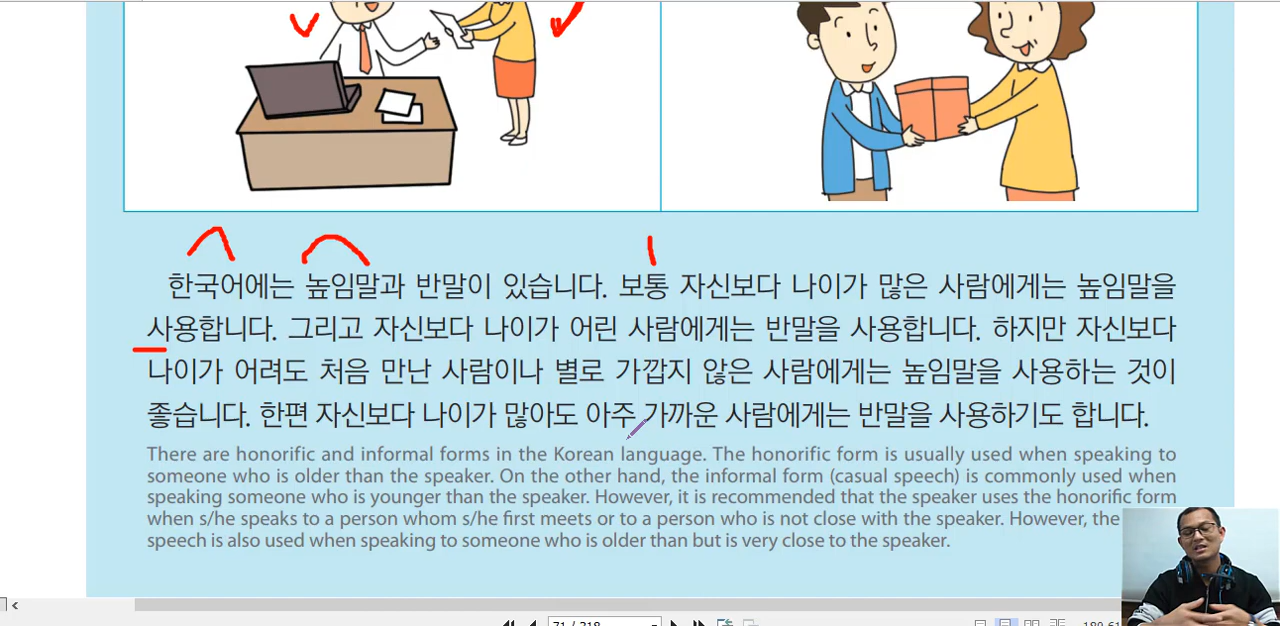 한국어에는 높임말과 반말이 있습니다. 보통 자신보다 나이가 많은 사람에게는 높임말을
사용합니다. 그리고 자신보다 나이가 어린 사람에게는 반말을 사용합니다. 하지만 자신보다
나이가 어려도 처음 만난 사람이나 별로 가깝지 않은 사람에게는 높임말을 사용하는 것이
좋습니다. 한편 자신보다 나이가 많아도 아주 가까운 사람에게는 반말을 사용하기도 합니다.
There are honorific and informal forms in the Korean language. The honorific form is usually used when speaking to
someone who is older than the speaker. On the other hand, the informal form (casual speech) is commonly used when
speaking someone who is younger than the speaker. However, it is recommended that the speaker uses the honorific form
when s/he speaks to a person whom s/he first meets or to a person who is not close with the speaker. However, the
speech is also used when speaking to someone who is older than but is very close to the speaker.
71 / 318